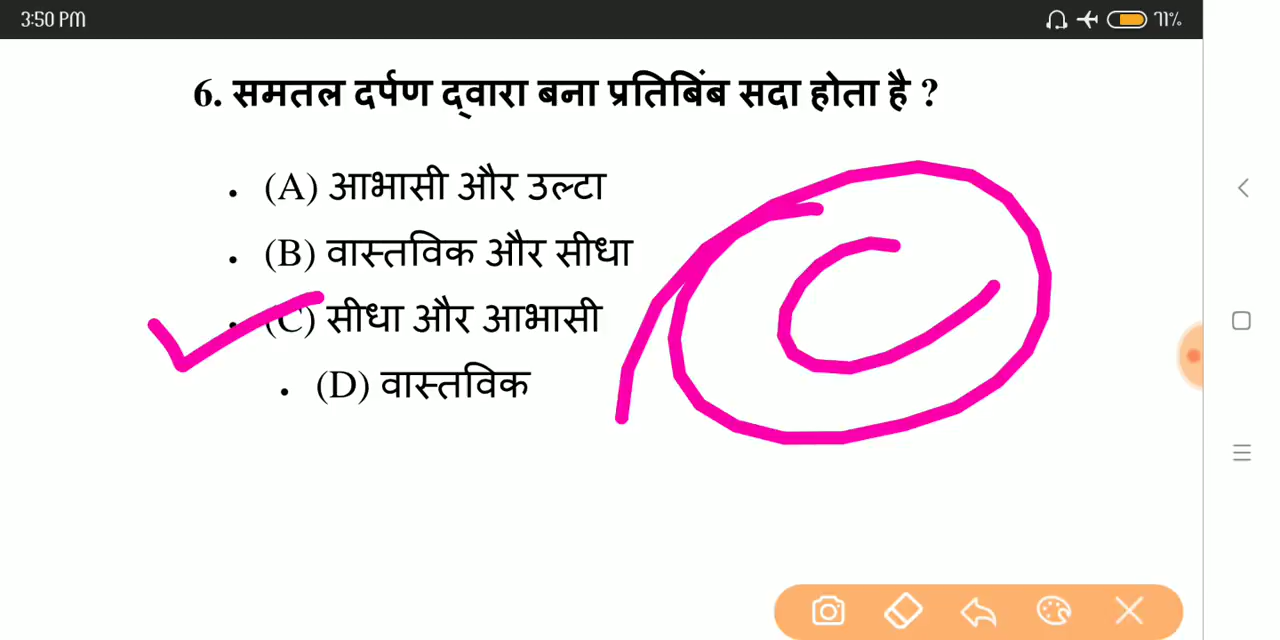 3:50 PM 71%
6. समतल दर्पण द्वारा बना प्रतिबिंब सदा होता है ?
(A) आभासी और उल्टा
(B) वास्तविक और सीधा
(C) सीधा और आभासी
(D) वास्तविक
C